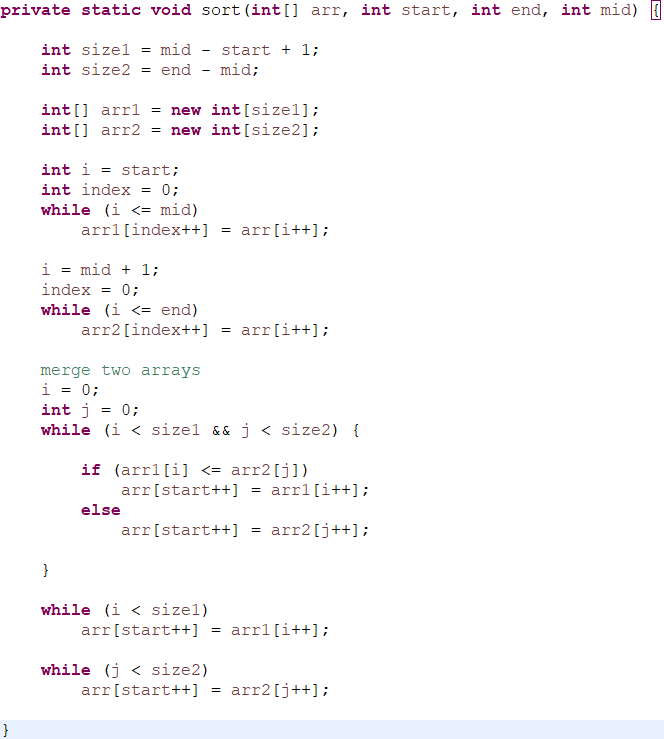 private static void sort(int[] arr, int start, int end, int mid) {
int size1 = mid - start + 1;
int size2 = end - mid;
int[] arr1 = new int[size1];
int[] arr2 = new int[size2];
int i = start;
int index = 0;
while (i <= mid)
arr1[index++] = arr[i++];
i = mid + 1;
index = 0;
while (i <= end)
arr2[index++] = arr[i++];
merge two arrays
i = 0;
int j = 0;
while (i < size1 && j < size2) {
if (arr1[i] <= arr2[j])
arr[start++] = arr1[i++];
else
arr[start++] = arr2[j++];
}
while (i < size1)
arr[start++] = arr1[i++];
while (j < size2)
arr[start++] = arr2[j++];
}